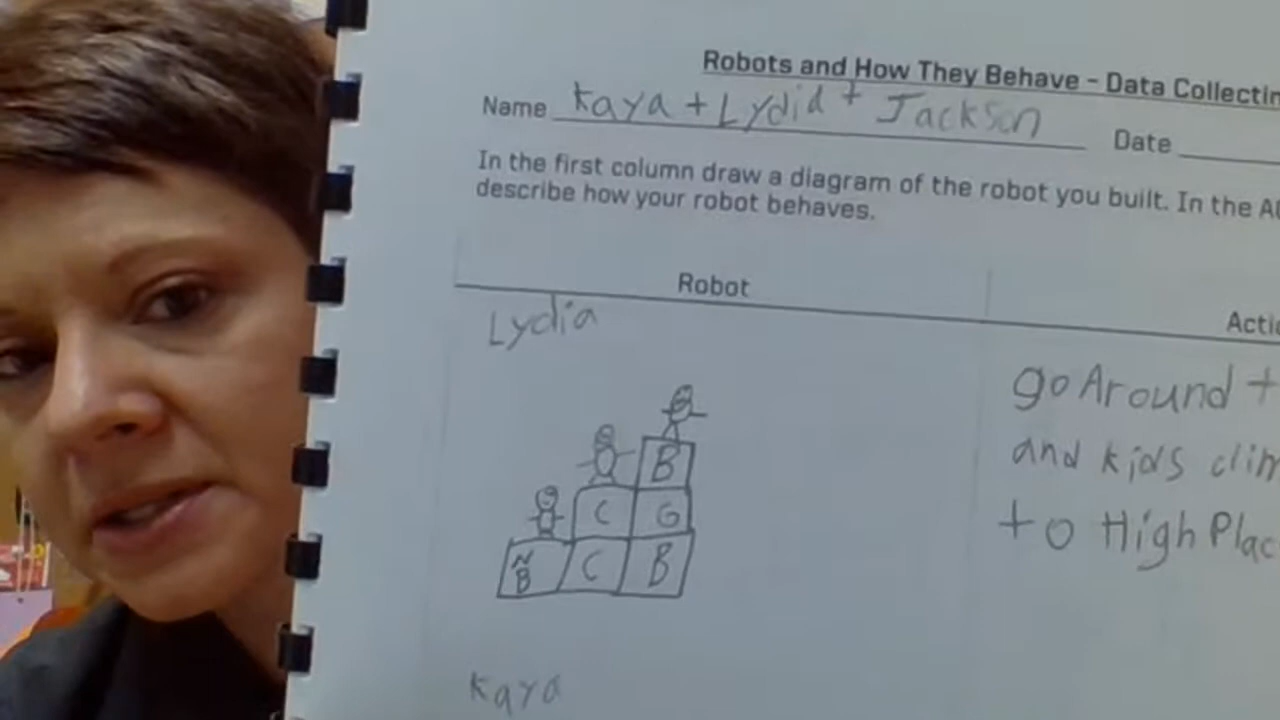 Robots and How They Behave - Data Collectin
Name Kaya + Lydia + Jackson Date
In the first column draw a diagram of the robot you built. In the A
describe how your robot behaves.
Robot Acti
Lydia
go Around +
and kids clim
to High Plac
B
C G
NB C B
Kaya